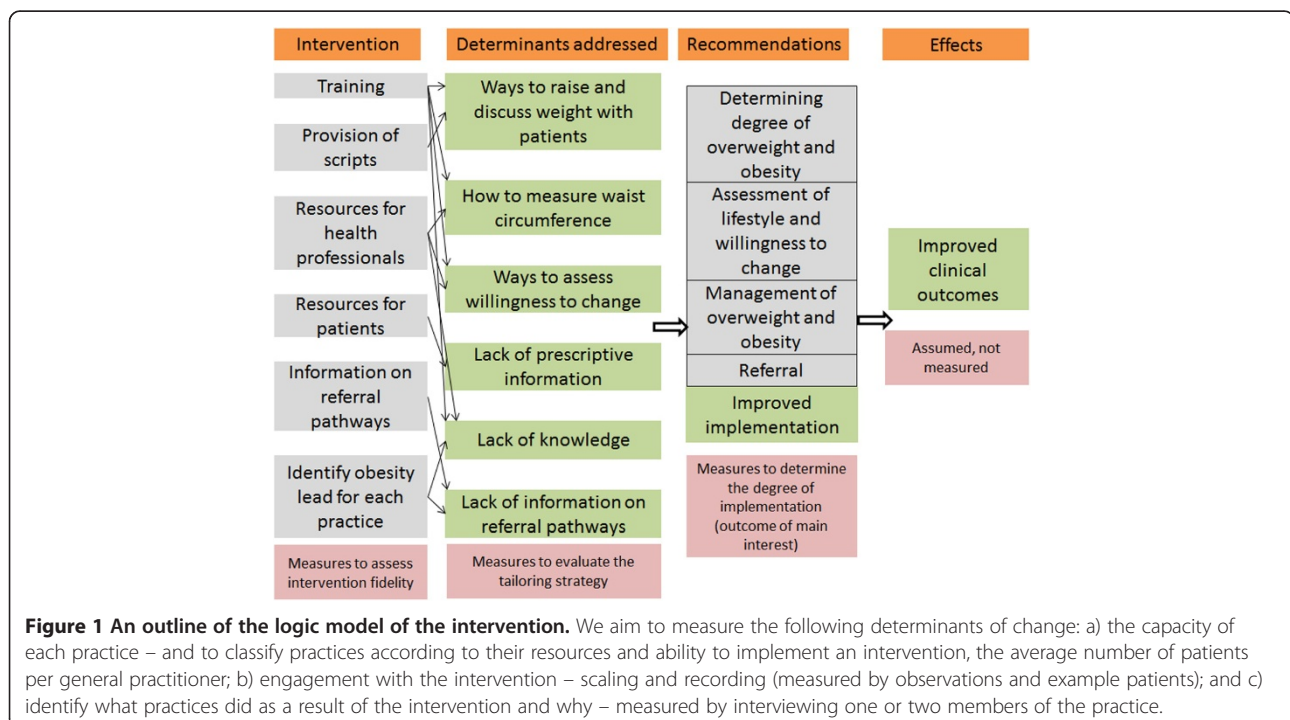 Intervention
Determinants addressed
Recommendations
Effects
Training
Provision of
scripts
Resources for
health
professionals
Resources for
patients
Information on
referral
pathways
Identify obesity
lead for each
practice
Measures to assess
intervention fidelity
Ways to raise and
discuss weight with
patients
How to measure waist
circumference
Ways to assess
willingness to change
Lack of prescriptive
information
Lack of knowledge
Lack of information on
referral pathways
Measures to evaluate the
tailoring strategy
Determining
degree of
overweight and
obesity
Assessment of
lifestyle and
willingness to
change
Management of
overweight and
obesity
Referral
Improved
implementation
Measures to determine
the degree of
implementation
(outcome of main
interest)
Improved
clinical
outcomes
Assumed, not
measured
Figure 1 An outline of the logic model of the intervention. We aim to measure the following determinants of change: a) the capacity of
each practice – and to classify practices according to their resources and ability to implement an intervention, the average number of patients
per general practitioner; b) engagement with the intervention – scaling and recording (measured by observations and example patients); and c)
identify what practices did as a result of the intervention and why – measured by interviewing one or two members of the practice.